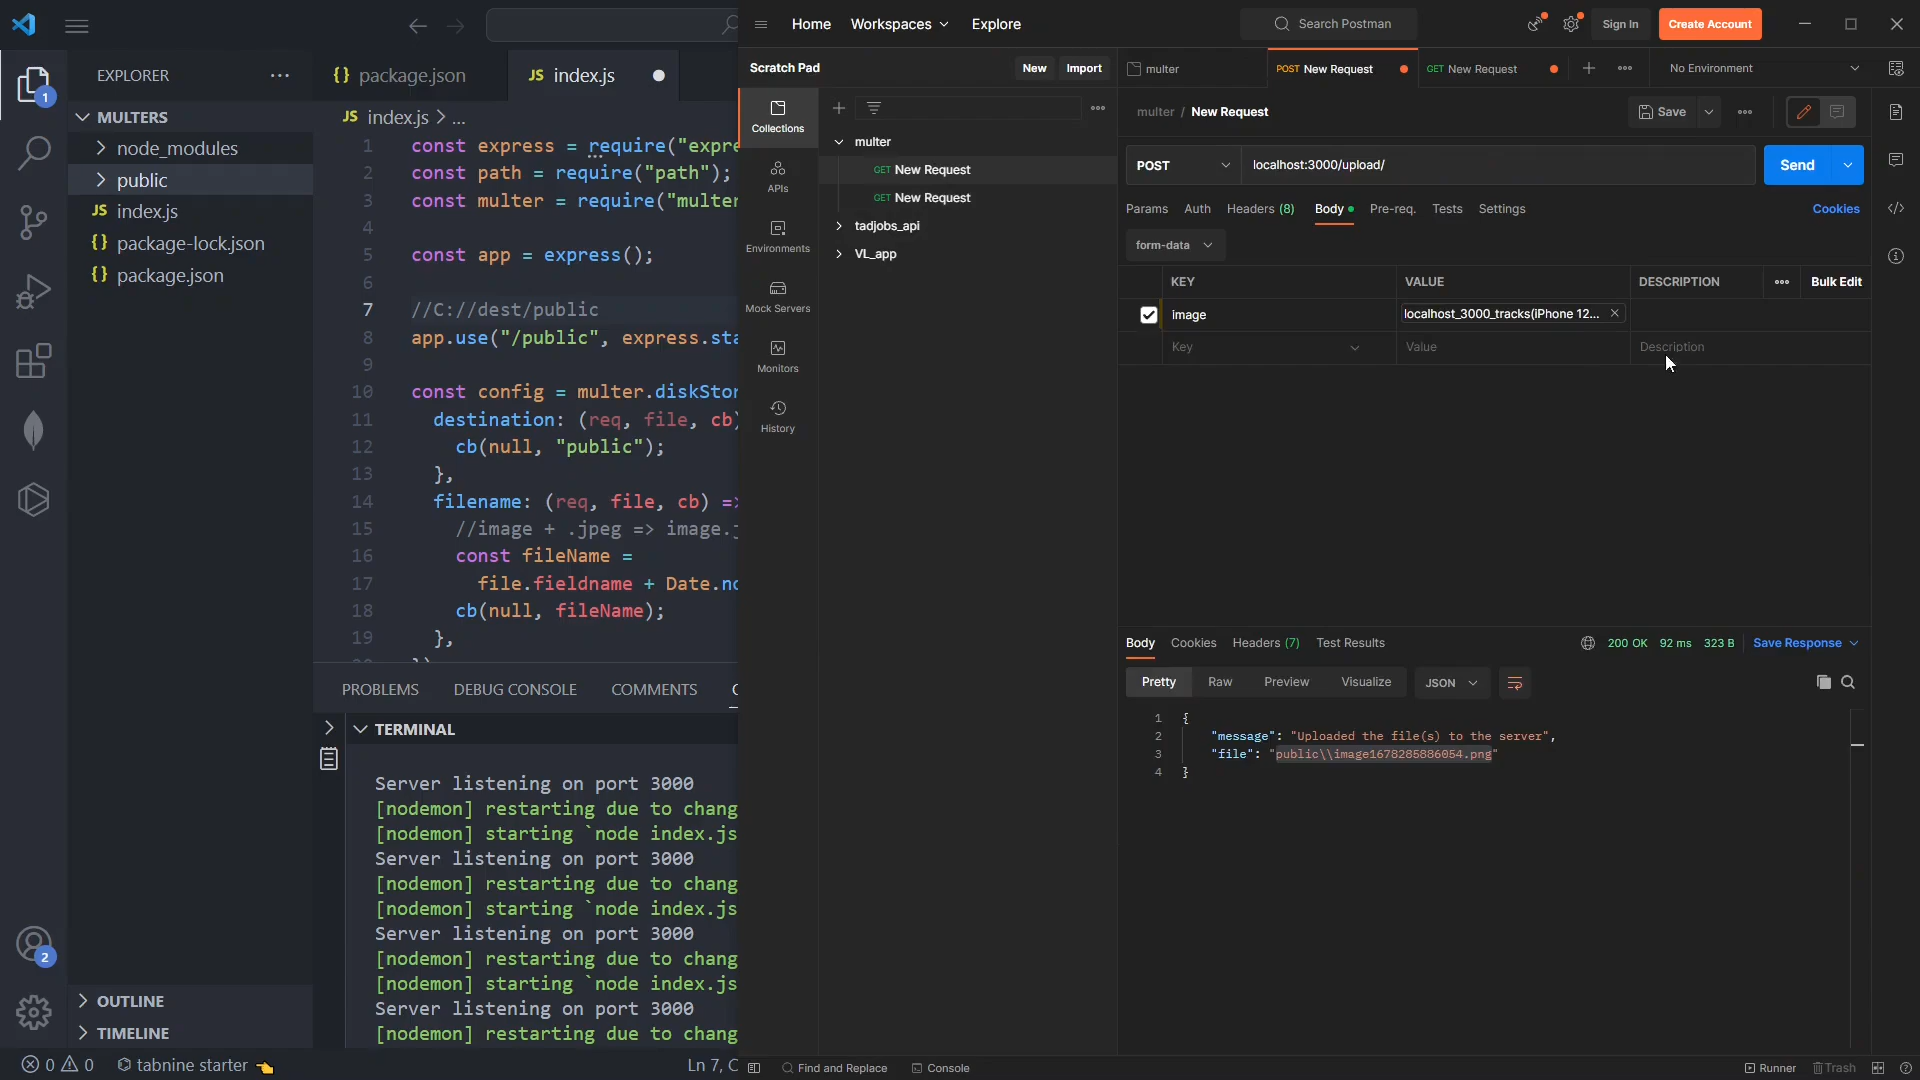 EXPLORER
1
MULTERS
node_modules
public
JS index.js
{} package-lock.json
{} package.json
OUTLINE
TIMELINE
2
0 0 tabnine starter
{} package.json
JS index.js
JS index.js > ...
1 const express = require("expre
2 const path = require("path");
3 const multer = require("multer
4
5 const app = express();
6
7 //C://dest/public
8 app.use("/public", express.sta
9
10 const config = multer.diskStor
11 destination: (req, file, cb)
12 cb(null, "public");
13 },
14 filename: (req, file, cb) =>
15 //image + .jpeg => image.j
16 const fileName =
17 file.fieldname + Date.no
18 cb(null, fileName);
19 },
PROBLEMS DEBUG CONSOLE COMMENTS
TERMINAL
Server listening on port 3000
[nodemon] restarting due to chang
[nodemon] starting `node index.js
Server listening on port 3000
[nodemon] restarting due to chang
[nodemon] starting `node index.js
Server listening on port 3000
[nodemon] restarting due to chang
[nodemon] starting `node index.js
Server listening on port 3000
[nodemon] restarting due to chang
Ln 7, C
Home Workspaces Explore
Search Postman
Sign In
Create Account
Scratch Pad
New Import
Collections
APIs
Environments
Mock Servers
Monitors
History
multer
GET New Request
GET New Request
tadjobs_api
VL_app
multer
POST New Request
GET New Request
No Environment
multer / New Request
Save
POST
localhost:3000/upload/
Send
Params Auth Headers (8) Body Pre-req. Tests Settings
Cookies
form-data
KEY VALUE DESCRIPTION Bulk Edit
image localhost_3000_tracks(iPhone 12...
Key Value Description
Body Cookies Headers (7) Test Results
200 OK 92 ms 323 B Save Response
Pretty Raw Preview Visualize JSON
1 {
2 "message": "Uploaded the file(s) to the server",
3 "file": "public\\image1678285886054.png"
4 }
Find and Replace Console
Runner Trash